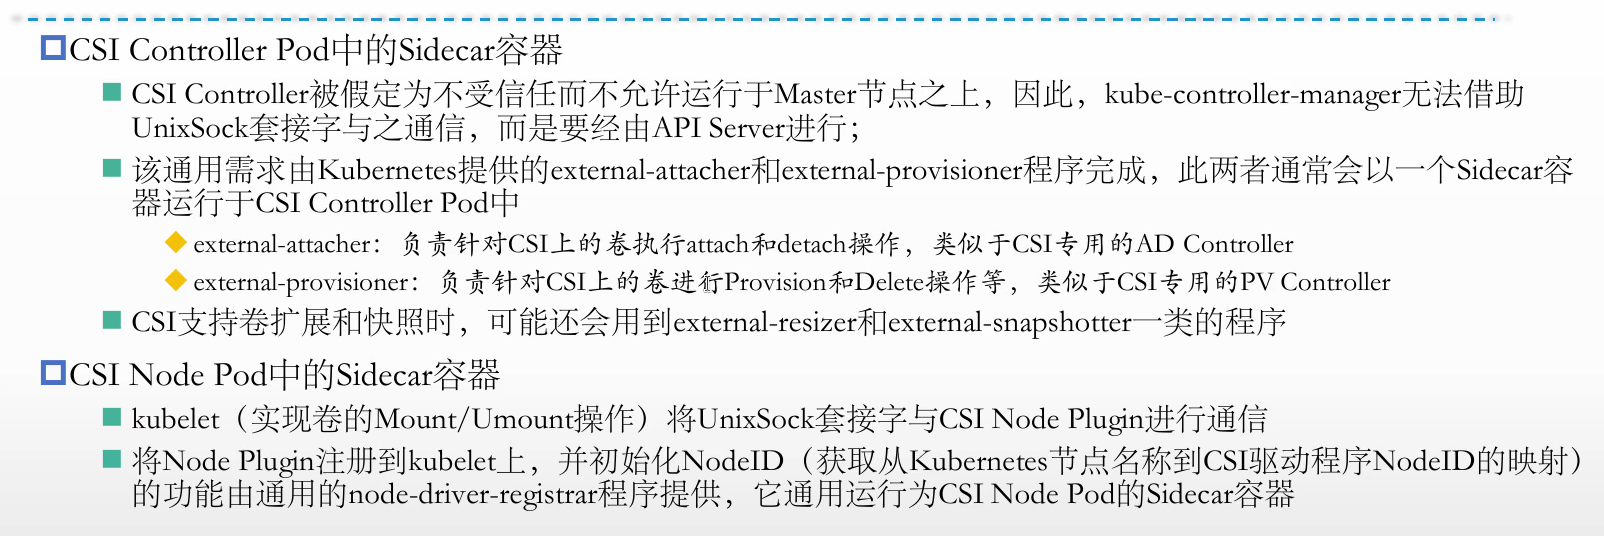 CSI Controller Pod中的Sidecar容器
CSI Controller被假定为不受信任而不允许运行于Master节点之上，因此，kube-controller-manager无法借助
UnixSock套接字与之通信，而是要经由API Server进行；
该通用需求由Kubernetes提供的external-attacher和external-provisioner程序完成，此两者通常会以一个Sidecar容
器运行于CSI Controller Pod中
external-attacher：负责针对CSI上的卷执行attach和detach操作，类似于CSI专用的AD Controller
external-provisioner：负责针对CSI上的卷进行Provision和Delete操作等，类似于CSI专用的PV Controller
CSI支持卷扩展和快照时，可能还会用到external-resizer和external-snapshotter一类的程序
CSI Node Pod中的Sidecar容器
kubelet（实现卷的Mount/Umount操作）将UnixSock套接字与CSI Node Plugin进行通信
将Node Plugin注册到kubelet上，并初始化NodeID（获取从Kubernetes节点名称到CSI驱动程序NodeID的映射）
的功能由通用的node-driver-registrar程序提供，它通用运行为CSI Node Pod的Sidecar容器